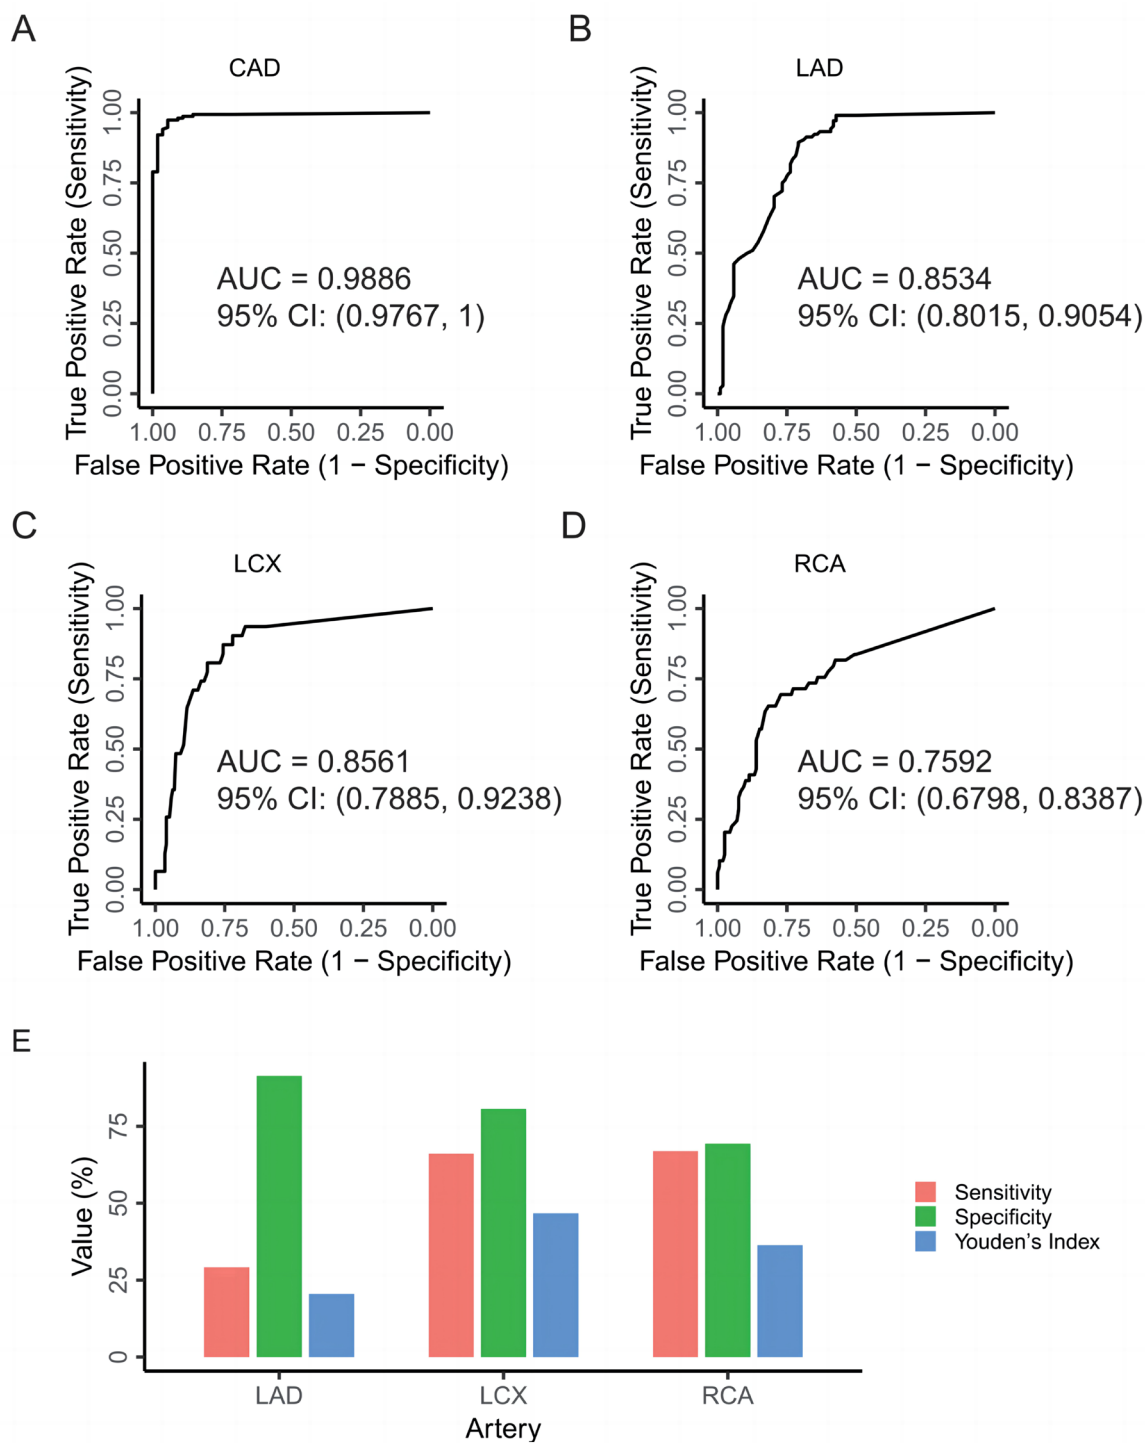 A
CAD
True Positive Rate (Sensitivity)
1.00
0.75
0.50
0.25
0.00
AUC = 0.9886
95% CI: (0.9767, 1)
1.00 0.75 0.50 0.25 0.00
False Positive Rate (1 − Specificity)
B
LAD
True Positive Rate (Sensitivity)
1.00
0.75
0.50
0.25
0.00
AUC = 0.8534
95% CI: (0.8015, 0.9054)
1.00 0.75 0.50 0.25 0.00
False Positive Rate (1 − Specificity)
C
LCX
True Positive Rate (Sensitivity)
1.00
0.75
0.50
0.25
0.00
AUC = 0.8561
95% CI: (0.7885, 0.9238)
1.00 0.75 0.50 0.25 0.00
False Positive Rate (1 − Specificity)
D
RCA
True Positive Rate (Sensitivity)
1.00
0.75
0.50
0.25
0.00
AUC = 0.7592
95% CI: (0.6798, 0.8387)
1.00 0.75 0.50 0.25 0.00
False Positive Rate (1 − Specificity)
E
Value (%)
75
50
25
0
LAD LCX RCA
Artery
Sensitivity
Specificity
Youden’s Index